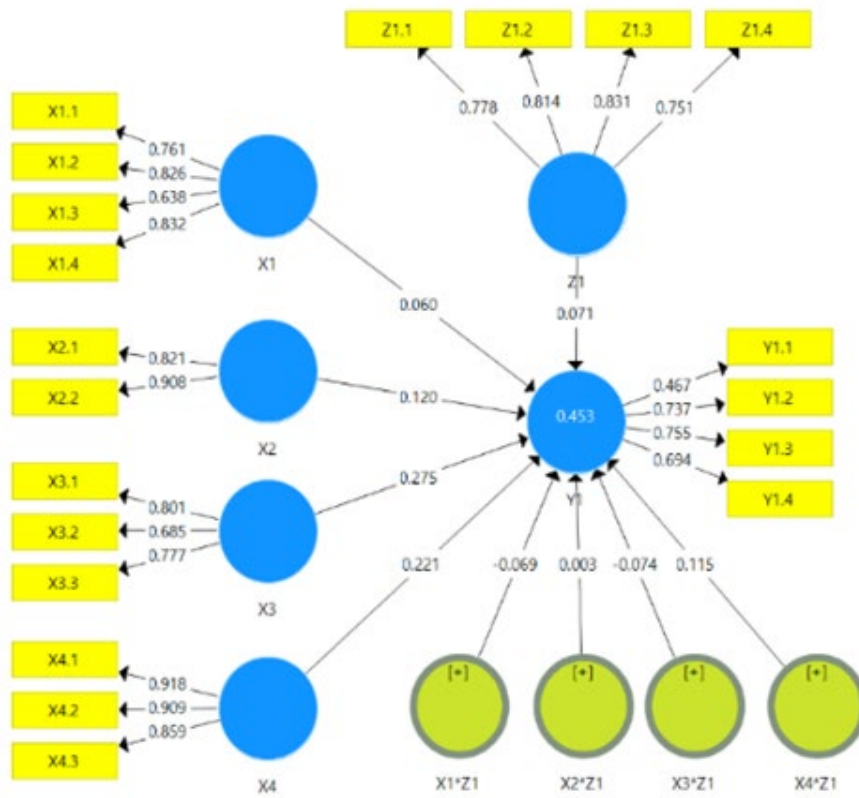 Z1.1
Z1.2
Z1.3
Z1.4
0.778
0.814
0.831
0.751
Z1
0.071
X1.1
X1.2
X1.3
X1.4
0.761
0.826
0.638
0.832
X1
0.060
X2.1
X2.2
0.821
0.908
X2
0.120
X3.1
X3.2
X3.3
0.801
0.685
0.777
X3
0.275
X4.1
X4.2
X4.3
0.918
0.909
0.859
X4
0.221
0.453
Y1
0.467
0.737
0.755
0.694
Y1.1
Y1.2
Y1.3
Y1.4
-0.069
0.003
-0.074
0.115
[+]
[+]
[+]
[+]
X1*Z1
X2*Z1
X3*Z1
X4*Z1